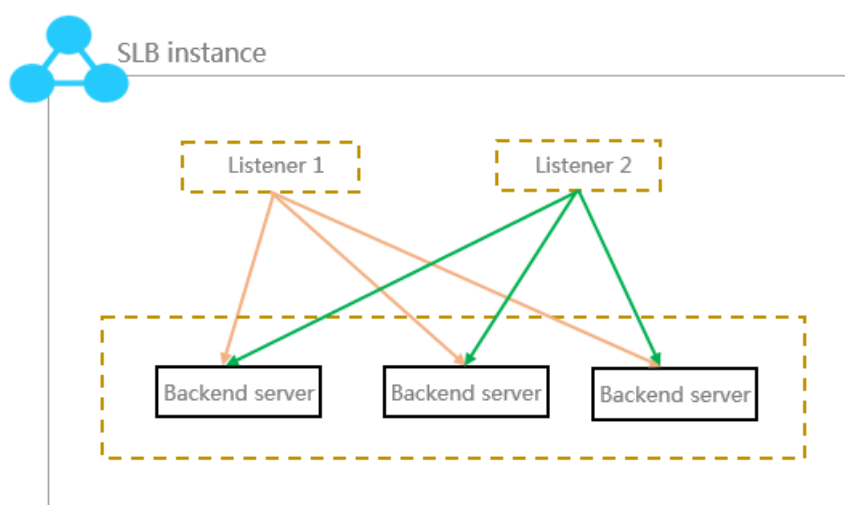 SLB instance
Listener 1
Listener 2
Backend server
Backend server
Backend server